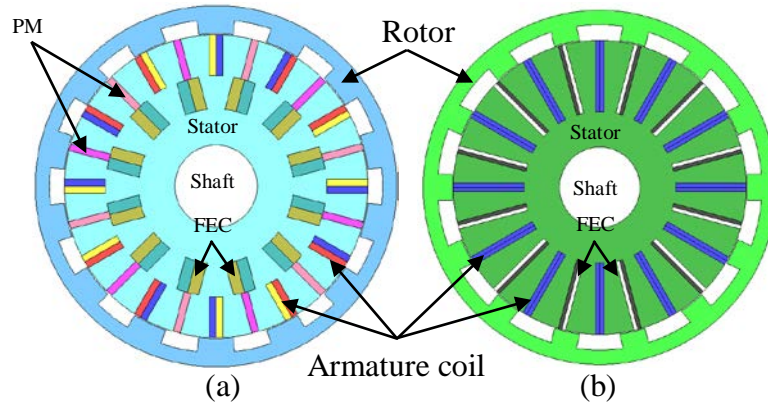 PM
Rotor
Stator
Stator
Shaft
Shaft
FEC
FEC
Armature coil
(a)
(b)